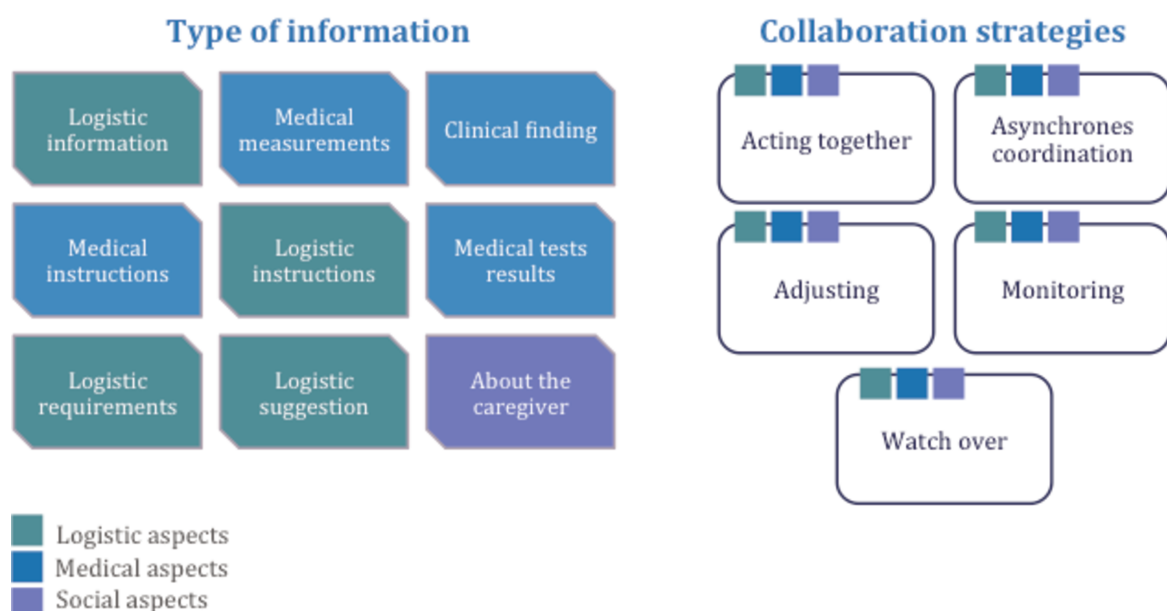 Type of information
Logistic
information
Medical
measurements
Clinical finding
Medical
instructions
Logistic
instructions
Medical tests
results
Logistic
requirements
Logistic
suggestion
About the
caregiver
Collaboration strategies
Acting together
Asynchrones
coordination
Adjusting
Monitoring
Watch over
Logistic aspects
Medical aspects
Social aspects